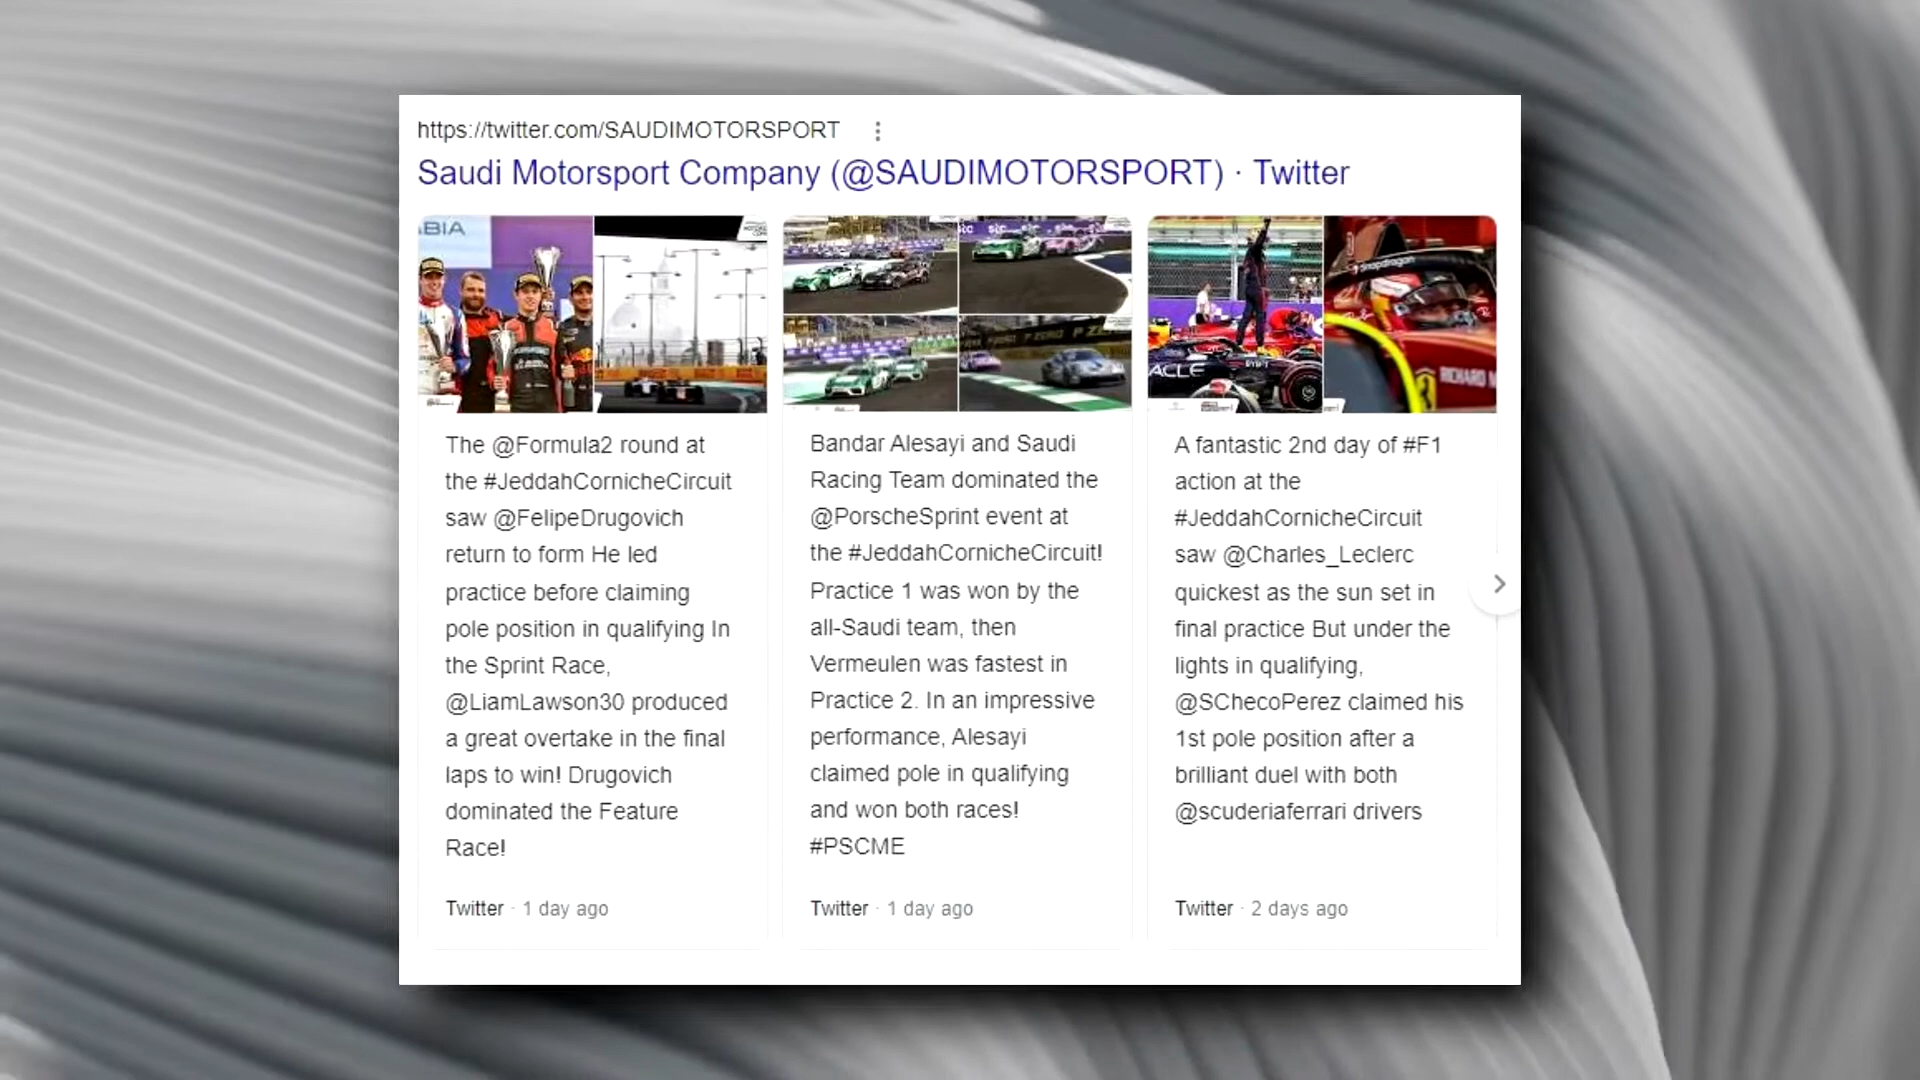 https://twitter.com/SAUDIMOTORSPORT
Saudi Motorsport Company (@SAUDIMOTORSPORT) · Twitter
ABIA
stc stc
snapdragon
ACLE
RICHARD M
The @Formula2 round at
the #JeddahCornicheCircuit
saw @FelipeDrugovich
return to form He led
practice before claiming
pole position in qualifying In
the Sprint Race,
@LiamLawson30 produced
a great overtake in the final
laps to win! Drugovich
dominated the Feature
Race!
Twitter · 1 day ago
Bandar Alesayi and Saudi
Racing Team dominated the
@PorscheSprint event at
the #JeddahCornicheCircuit!
Practice 1 was won by the
all-Saudi team, then
Vermeulen was fastest in
Practice 2. In an impressive
performance, Alesayi
claimed pole in qualifying
and won both races!
#PSCME
Twitter · 1 day ago
A fantastic 2nd day of #F1
action at the
#JeddahCornicheCircuit
saw @Charles_Leclerc
quickest as the sun set in
final practice But under the
lights in qualifying,
@SChecoPerez claimed his
1st pole position after a
brilliant duel with both
@scuderiaferrari drivers
Twitter · 2 days ago